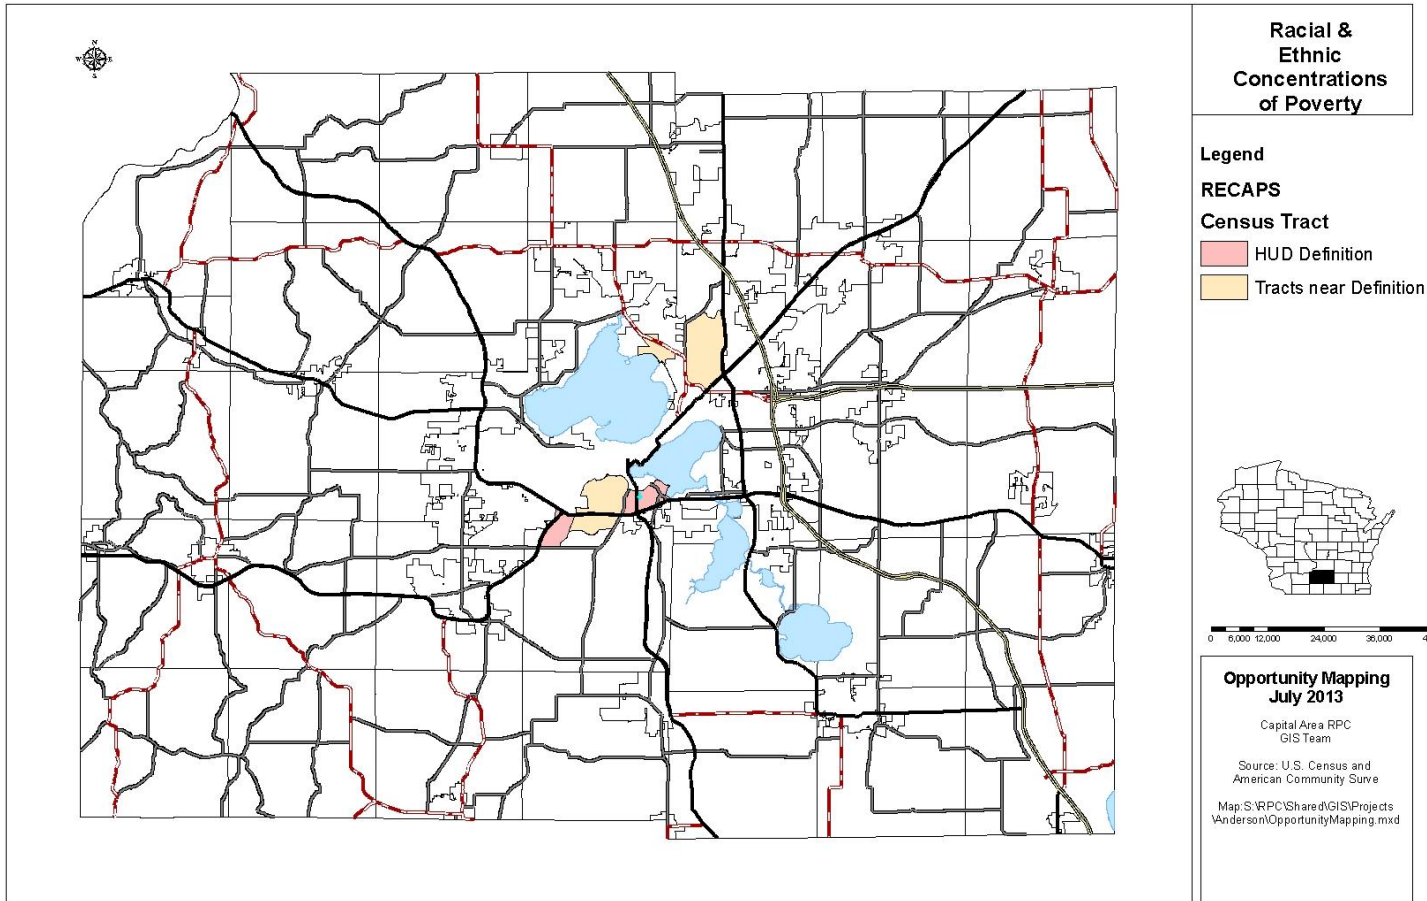 N
W E
S
Racial &
Ethnic
Concentrations
of Poverty
Legend
RECAPS
Census Tract
HUD Definition
Tracts near Definition
0 6,000 12,000 24,000 36,000 4
Opportunity Mapping
July 2013
Capital Area RPC
GIS Team
Source: U.S. Census and
American Community Surve
Map:S:\RPC\Shared\GIS\Projects
\Anderson\OpportunityMapping.mxd